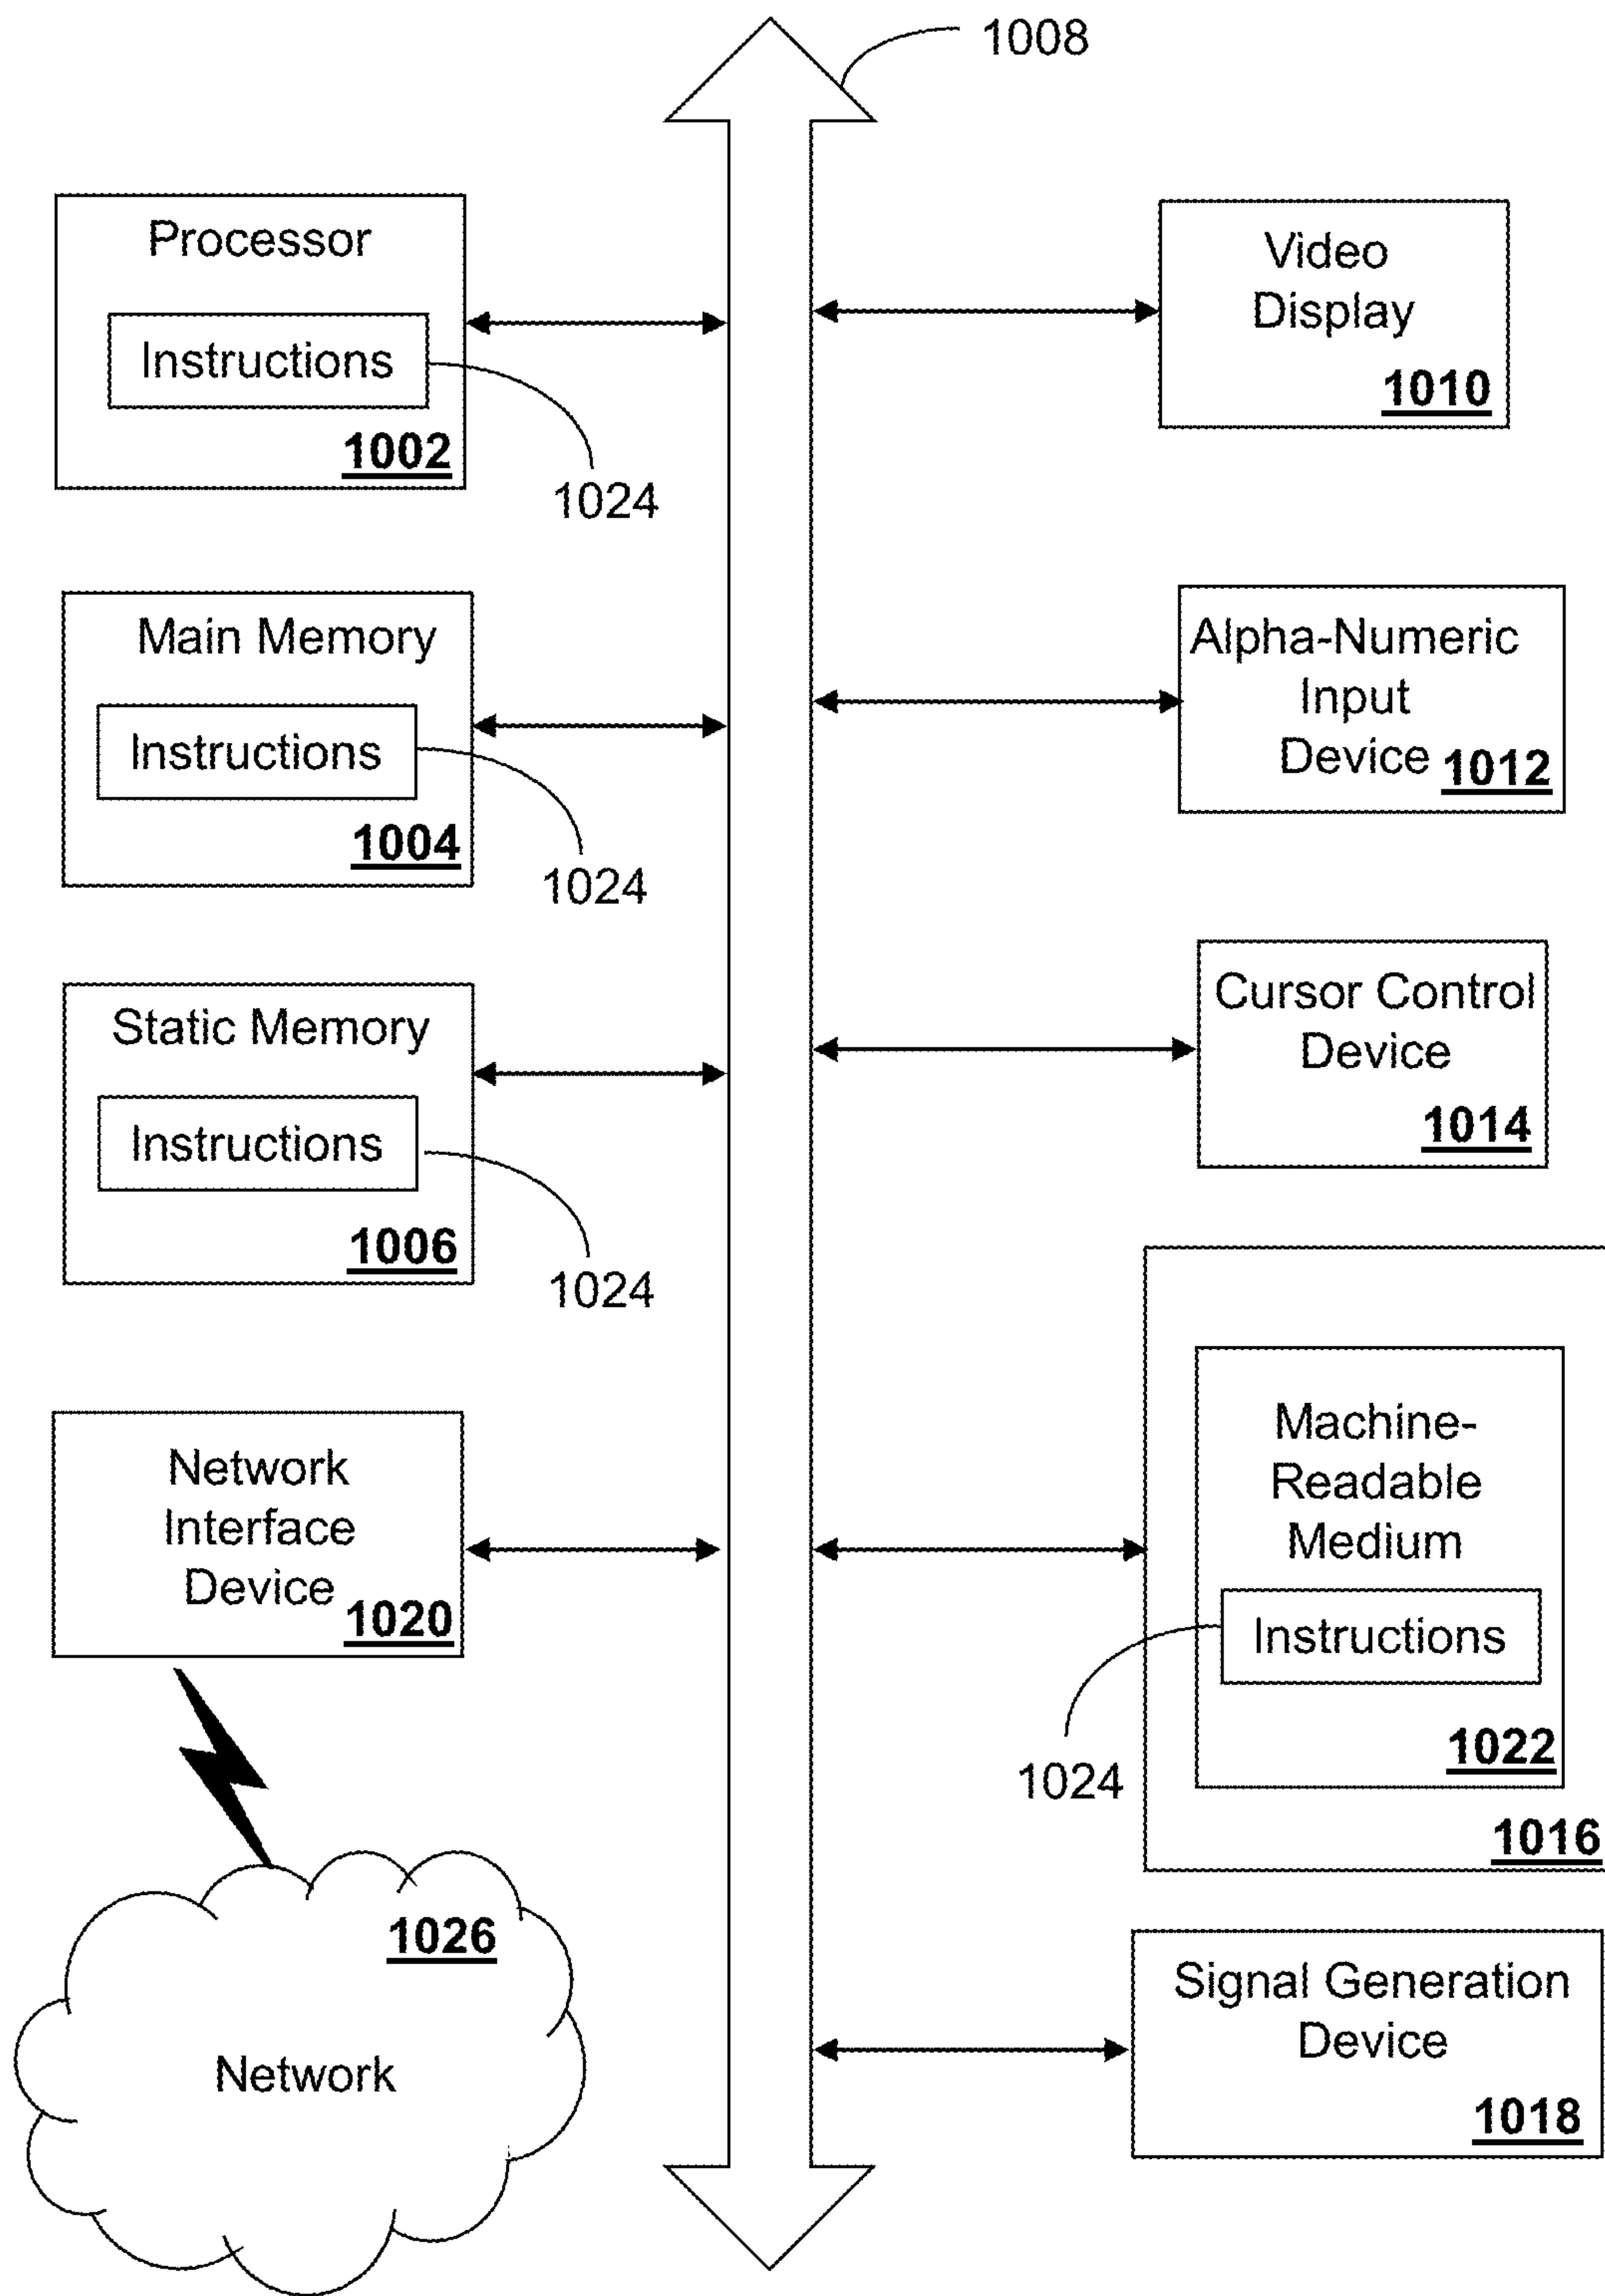 1008
Processor
Instructions
1002
1024
Main Memory
Instructions
1004
1024
Static Memory
Instructions
1006
1024
Network
Interface
Device
1020
1026
Network
Video
Display
1010
Alpha-Numeric
Input
Device 1012
Cursor Control
Device
1014
Machine-
Readable
Medium
Instructions
1022
1024
1016
Signal Generation
Device
1018